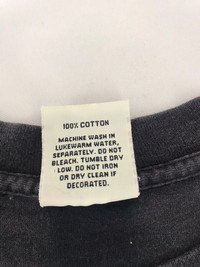 100% COTTON
MACHINE WASH IN
LUKEWARM WATER,
SEPARATELY. DO NOT
BLEACH. TUMBLE DRY
LOW. DO NOT IRON
OR DRY CLEAN IF
DECORATED.